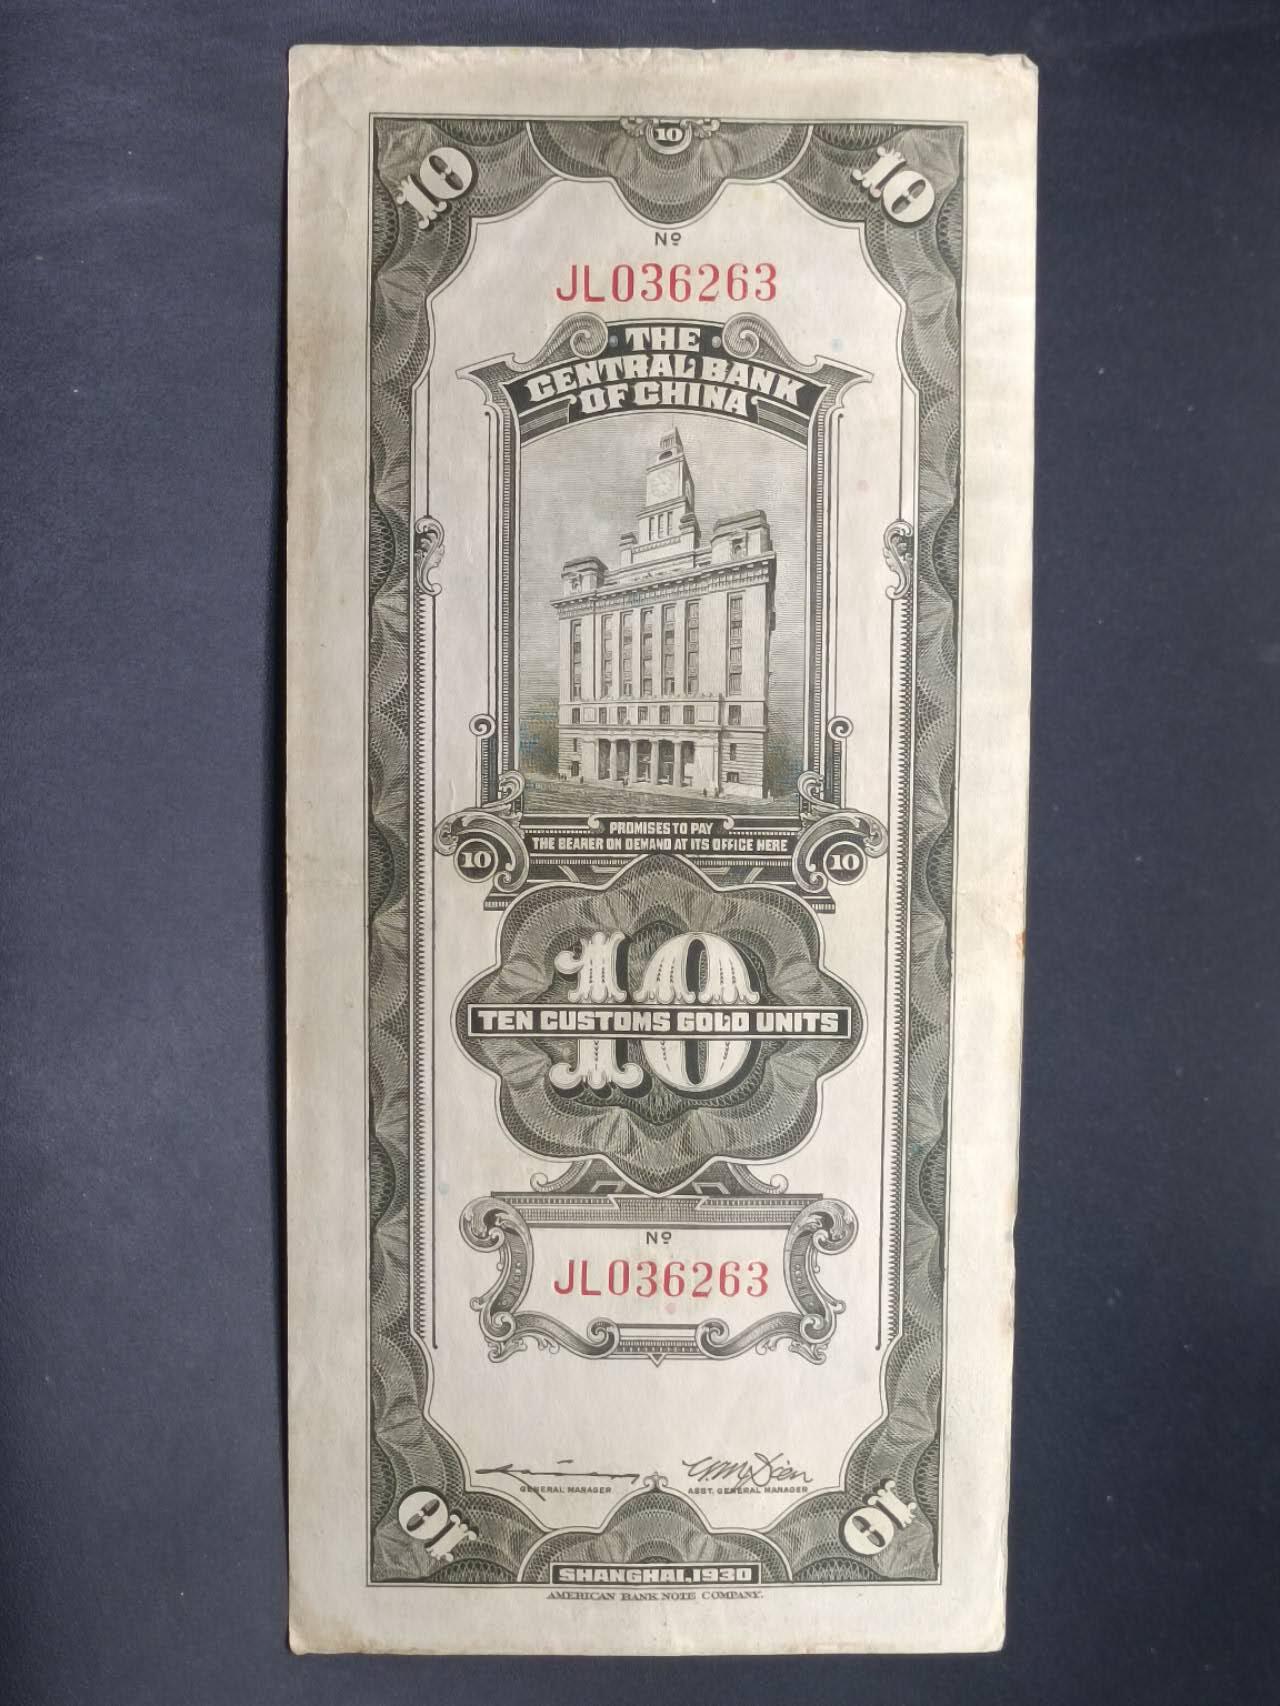 10
10
10
Nº
JL036263
THE
CENTRAL BANK
OF CHINA
PROMISES TO PAY
THE BEARER ON DEMAND AT ITS OFFICE HERE
10
10
10
TEN CUSTOMS GOLD UNITS
Nº
JL036263
GENERAL MANAGER
ASST. GENERAL MANAGER
10
10
SHANGHAI, 1930
AMERICAN BANK NOTE COMPANY.